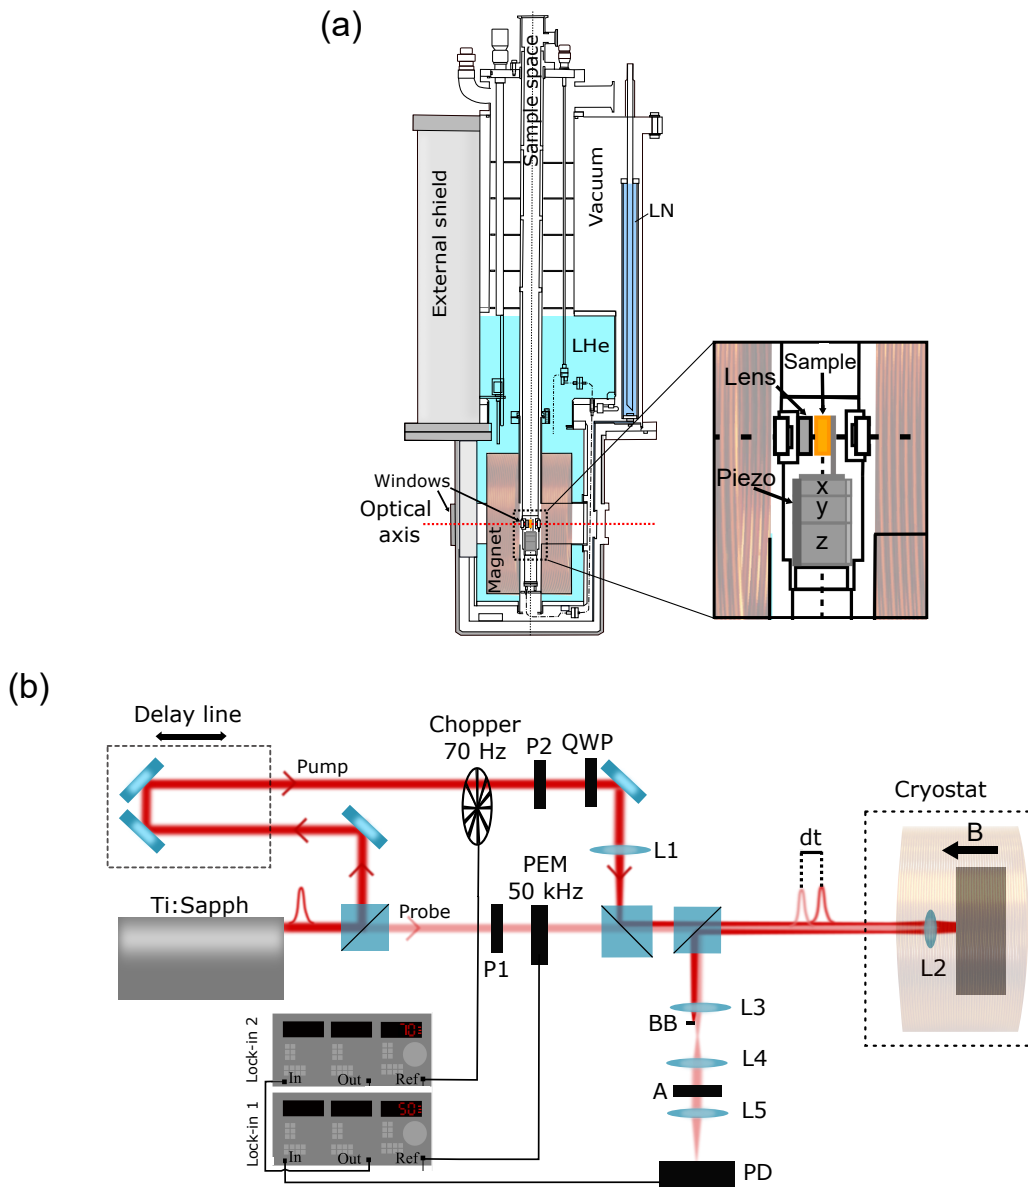 (a)
Sample space
External shield
Vacuum
LN
LHe
Windows
Optical
axis
Magnet
Sample
Lens
Piezo
x
y
z
(b)
Delay line
Pump
Chopper
70 Hz
P2
QWP
L1
PEM
50 kHz
Ti:Sapph
Probe
P1
dt
Cryostat
B
L2
L3
BB
L4
A
L5
PD
Lock-in 2
In
Out
Ref
Lock-in 1
50
In
Out
Ref